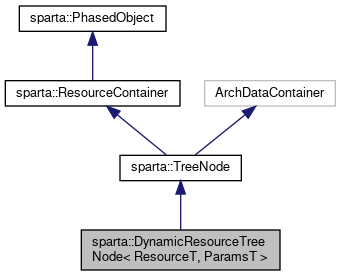 sparta::PhasedObject
sparta::ResourceContainer
ArchDataContainer
sparta::TreeNode
sparta::DynamicResourceTree
Node< ResourceT, ParamsT >